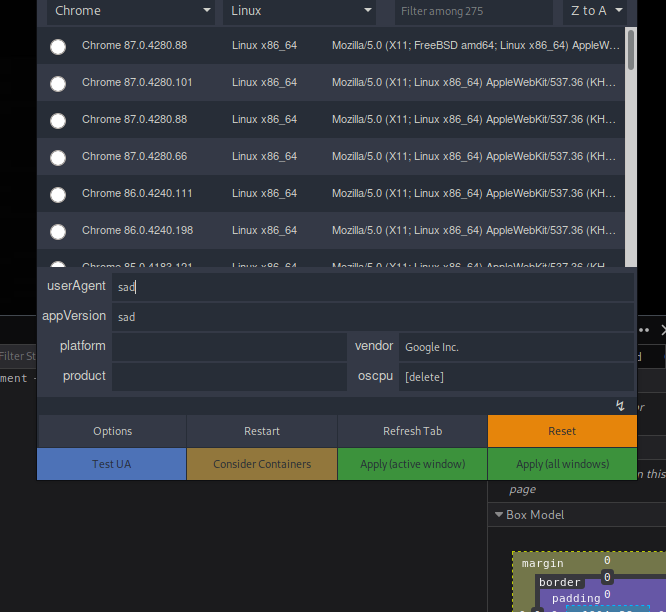 Chrome Linux Filter among 275 Z to A
Chrome 87.0.4280.88 Linux x86_64 Mozilla/5.0 (X11; FreeBSD amd64; Linux x86_64) AppleW...
Chrome 87.0.4280.101 Linux x86_64 Mozilla/5.0 (X11; Linux x86_64) AppleWebKit/537.36 (KH...
Chrome 87.0.4280.88 Linux x86_64 Mozilla/5.0 (X11; Linux x86_64) AppleWebKit/537.36 (KH...
Chrome 87.0.4280.66 Linux x86_64 Mozilla/5.0 (X11; Linux x86_64) AppleWebKit/537.36 (KH...
Chrome 86.0.4240.111 Linux x86_64 Mozilla/5.0 (X11; Linux x86_64) AppleWebKit/537.36 (KH...
Chrome 86.0.4240.198 Linux x86_64 Mozilla/5.0 (X11; Linux x86_64) AppleWebKit/537.36 (KH...
Chrome 85.0.4183.121 Linux x86_64 Mozilla/5.0 (X11; Linux x86_64) AppleWebKit/537.36 (KH...
userAgent sad
appVersion sad
platform vendor Google Inc.
product oscpu [delete]
Filter St
ment
Options Restart Refresh Tab Reset
Test UA Consider Containers Apply (active window) Apply (all windows)
n this
page
Box Model
margin 0
border 0
padding 0